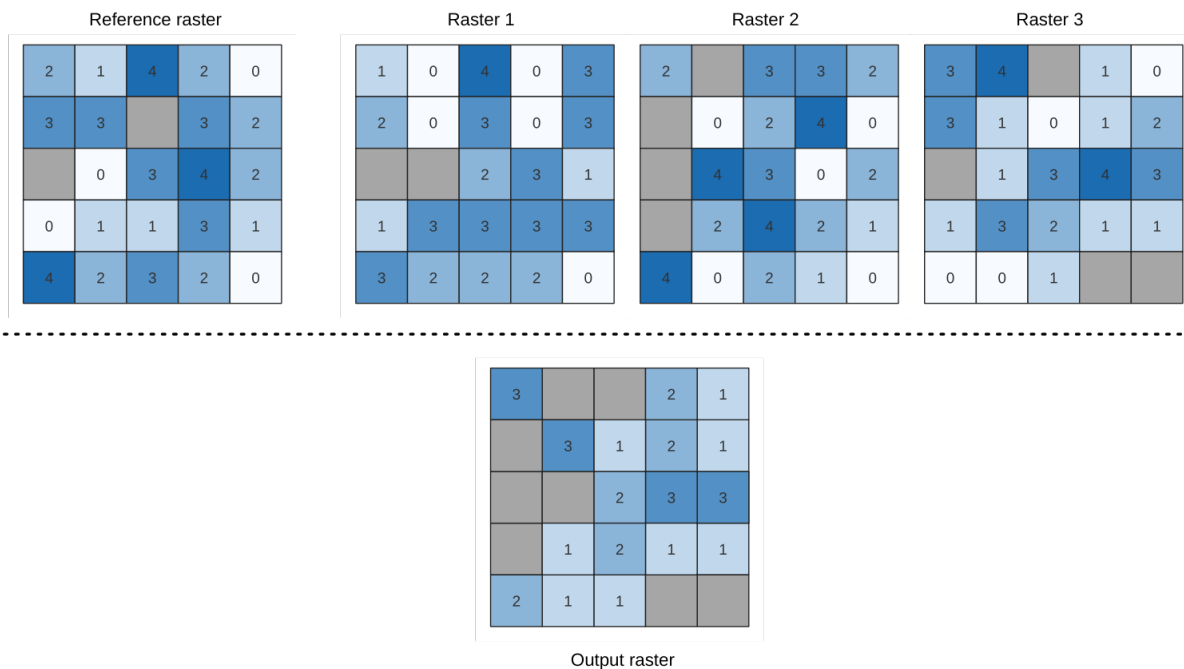 Reference raster Raster 1 Raster 2 Raster 3
2 1 4 2 0 1 0 4 0 3 2 3 3 2 3 4 1 0
3 3 3 2 2 0 3 0 3 0 2 4 0 3 1 0 1 2
0 3 4 2 2 3 1 4 3 0 2 1 3 4 3
0 1 1 3 1 1 3 3 3 3 2 4 2 1 1 3 2 1 1
4 2 3 2 0 3 2 2 2 0 4 0 2 1 0 0 0 1
3 2 1
3 1 2 1
2 3 3
1 2 1 1
2 1 1
Output raster